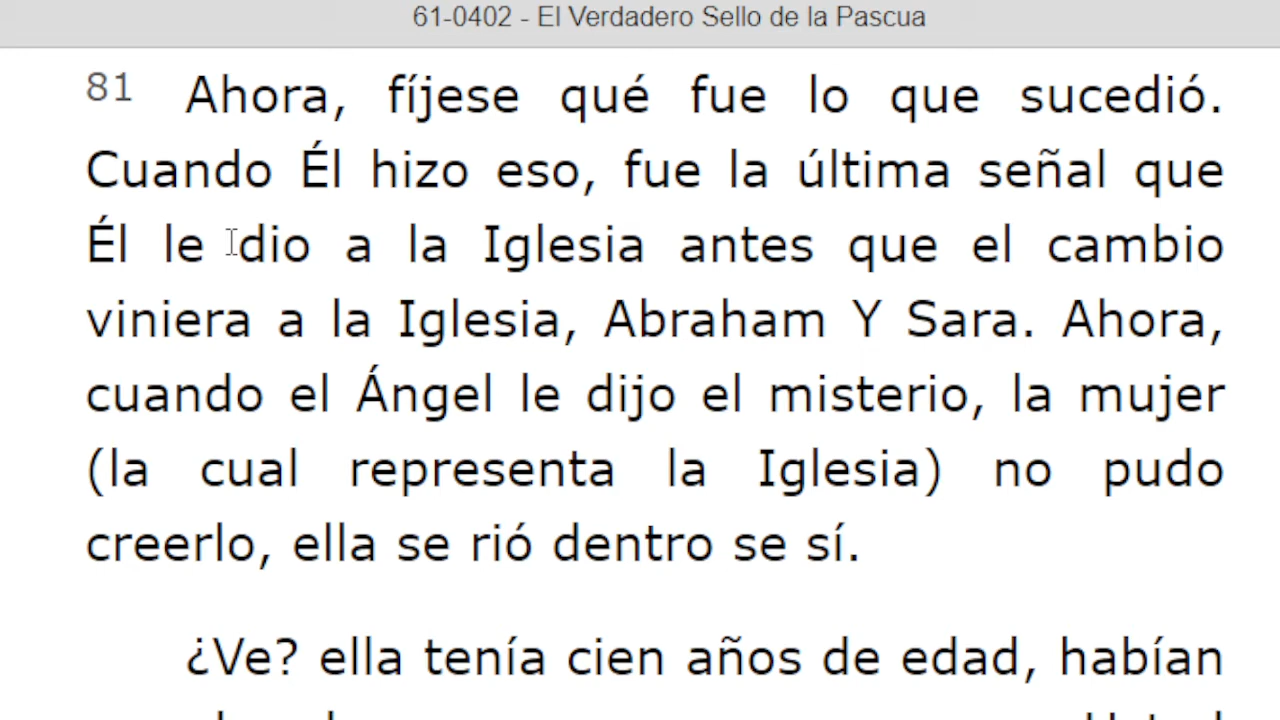 61-0402 - El Verdadero Sello de la Pascua
81 Ahora, fíjese qué fue lo que sucedió.
Cuando Él hizo eso, fue la última señal que
Él le dio a la Iglesia antes que el cambio
viniera a la Iglesia, Abraham Y Sara. Ahora,
cuando el Ángel le dijo el misterio, la mujer
(la cual representa la Iglesia) no pudo
creerlo, ella se rió dentro se sí.
¿Ve? ella tenía cien años de edad, habían